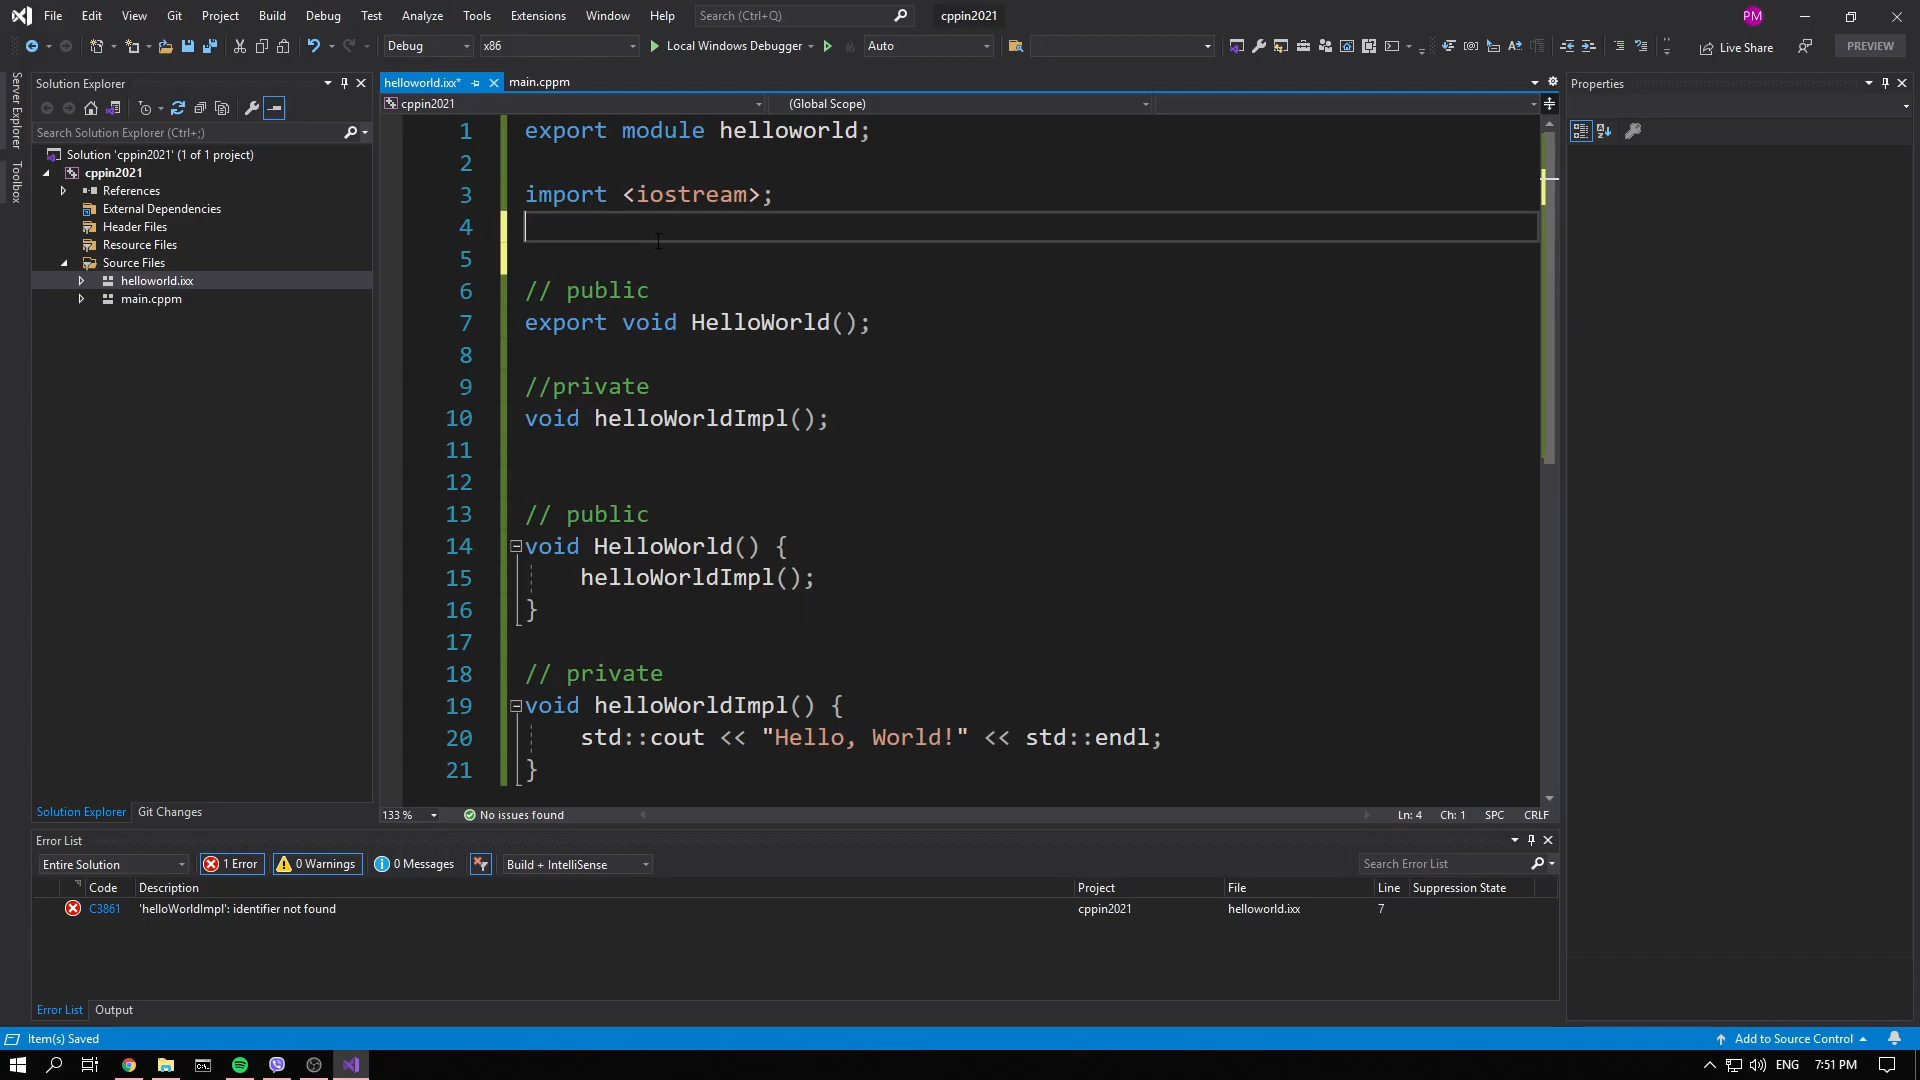 File Edit View Git Project Build Debug Test Analyze Tools Extensions Window Help Search (Ctrl+Q) cppin2021 PM
Debug x86 Local Windows Debugger Auto Live Share PREVIEW
Server Explorer
Toolbox
Solution Explorer
Search Solution Explorer (Ctrl+;)
Solution 'cppin2021' (1 of 1 project)
cppin2021
References
External Dependencies
Header Files
Resource Files
Source Files
helloworld.ixx
main.cppm
Solution Explorer Git Changes
helloworld.ixx* main.cppm
cppin2021 (Global Scope)
1 export module helloworld;
2
3 import <iostream>;
4
5
6 // public
7 export void HelloWorld();
8
9 //private
10 void helloWorldImpl();
11
12
13 // public
14 void HelloWorld() {
15 helloWorldImpl();
16 }
17
18 // private
19 void helloWorldImpl() {
20 std::cout << "Hello, World!" << std::endl;
21 }
133 % No issues found Ln: 4 Ch: 1 SPC CRLF
Properties
Error List
Entire Solution 1 Error 0 Warnings 0 Messages Build + IntelliSense Search Error List
Code Description Project File Line Suppression State
C3861 'helloWorldImpl': identifier not found cppin2021 helloworld.ixx 7
Error List Output
Item(s) Saved Add to Source Control
ENG 7:51 PM